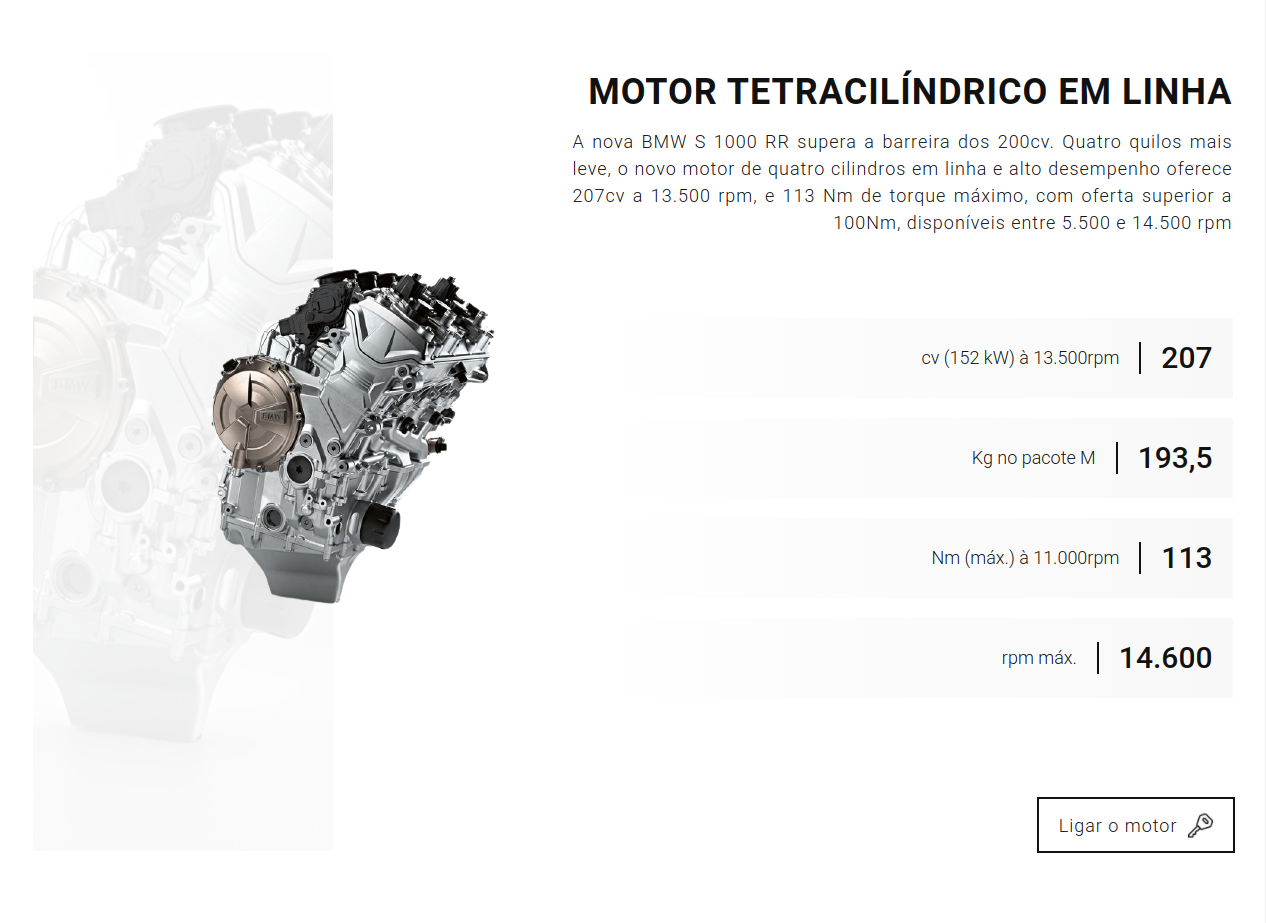 MOTOR TETRACILÍNDRICO EM LINHA
A nova BMW S 1000 RR supera a barreira dos 200cv. Quatro quilos mais
leve, o novo motor de quatro cilindros em linha e alto desempenho oferece
207cv a 13.500 rpm, e 113 Nm de torque máximo, com oferta superior a
100Nm, disponíveis entre 5.500 e 14.500 rpm
cv (152 kW) à 13.500rpm 207
BMW
Kg no pacote M 193,5
Nm (máx.) à 11.000rpm 113
rpm máx. 14.600
Ligar o motor